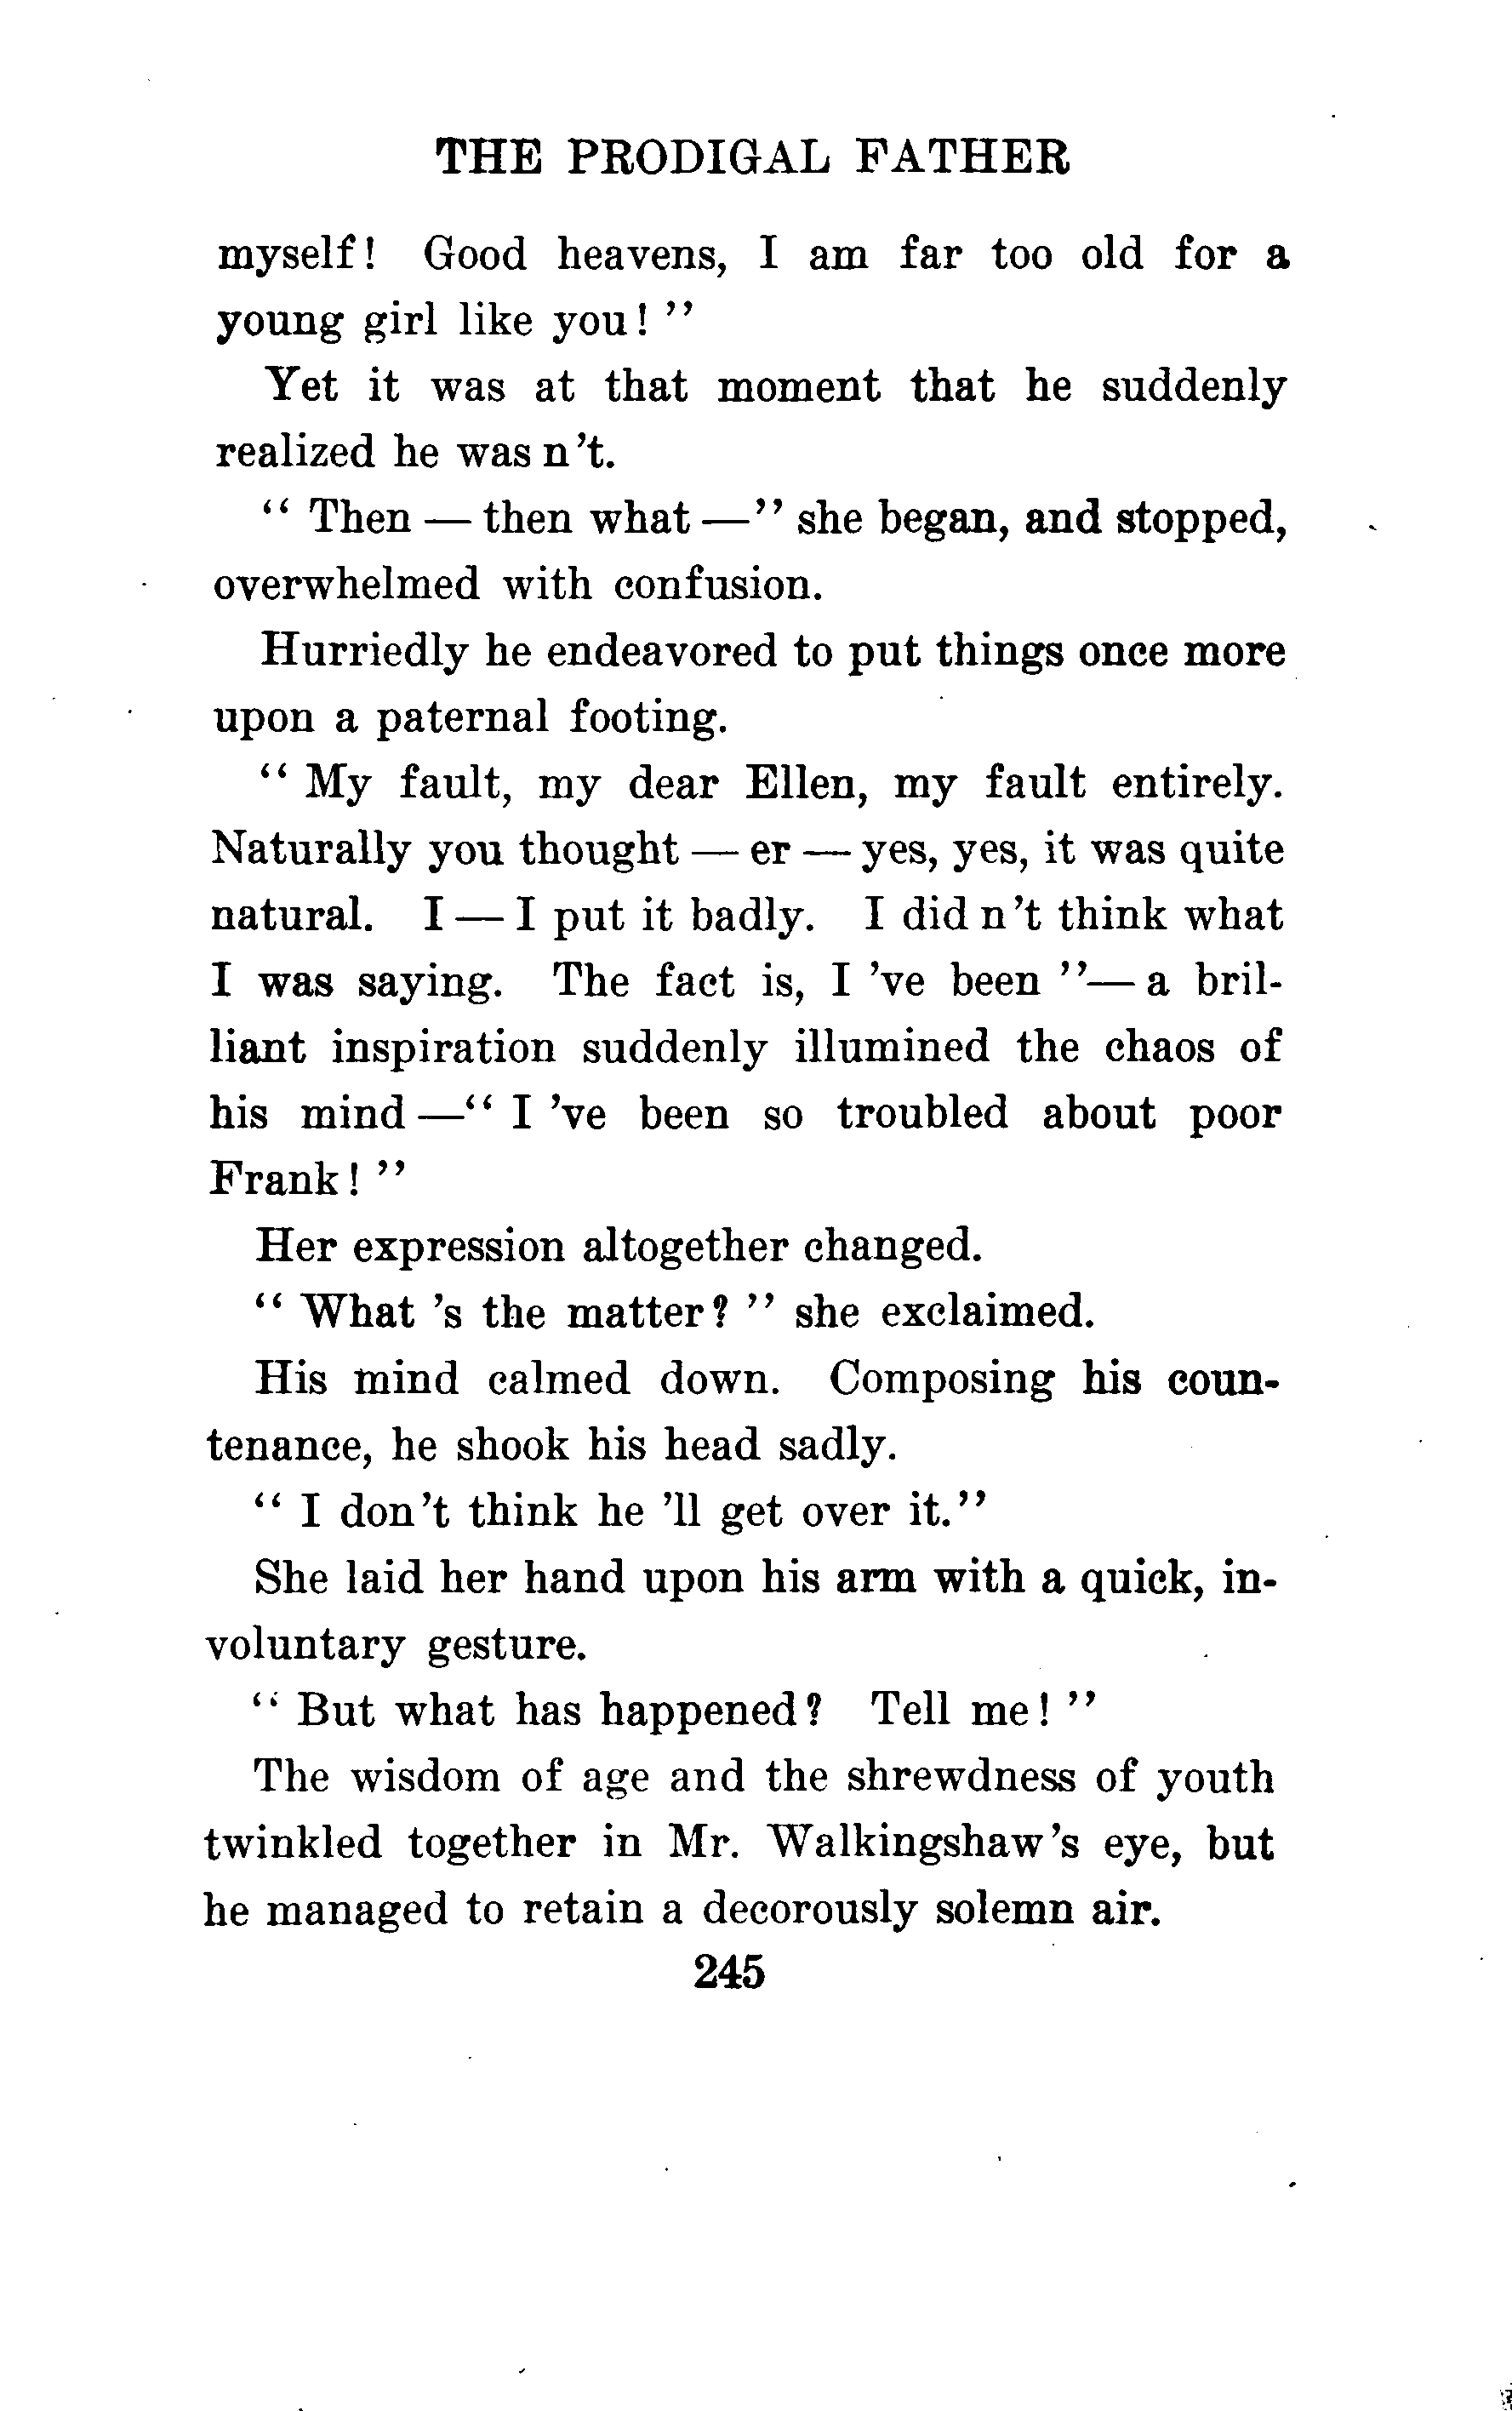 THE PRODIGAL FATHER
myself! Good heavens, I am far too old for a
young girl like you! ”
Yet it was at that moment that he suddenly
realized he was n't.
“ Then — then what —” she began, and stopped,
overwhelmed with confusion.
Hurriedly he endeavored to put things once more
upon a paternal footing.
“ My fault, my dear Ellen, my fault entirely.
Naturally you thought — er — yes, yes, it was quite
natural. I — I put it badly. I did n't think what
I was saying. The fact is, I 've been ”— a bril-
liant inspiration suddenly illumined the chaos of
his mind —“ I 've been so troubled about poor
Frank! ”
Her expression altogether changed.
“ What 's the matter? ” she exclaimed.
His mind calmed down. Composing his coun-
tenance, he shook his head sadly.
“ I don't think he 'll get over it.”
She laid her hand upon his arm with a quick, in-
voluntary gesture.
“ But what has happened? Tell me! ”
The wisdom of age and the shrewdness of youth
twinkled together in Mr. Walkingshaw's eye, but
he managed to retain a decorously solemn air.
245